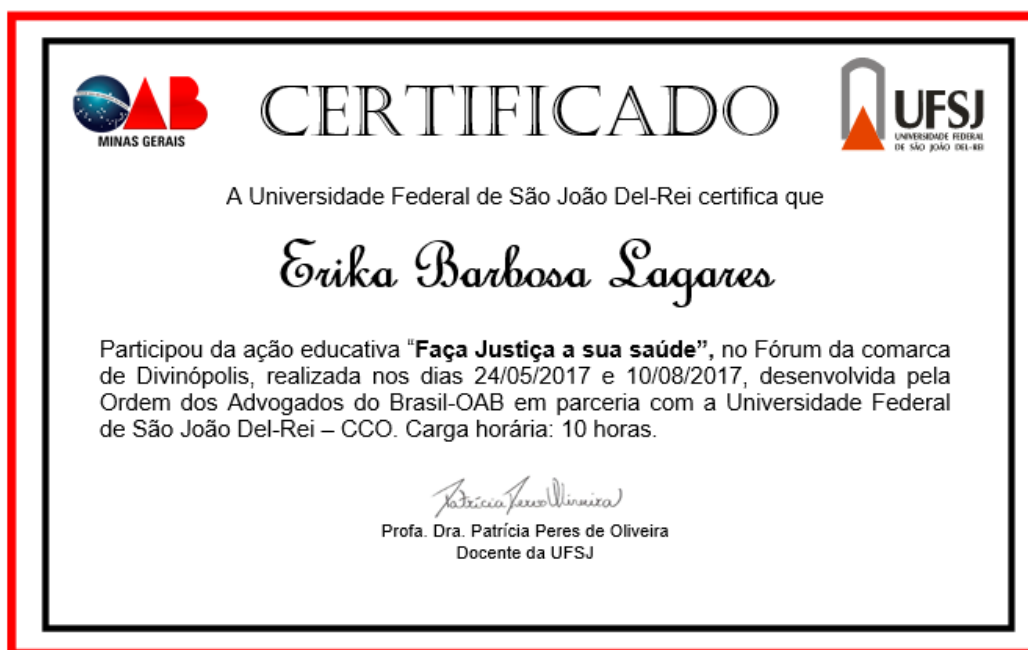 OAB
MINAS GERAIS
CERTIFICADO
UFSJ
UNIVERSIDADE FEDERAL
DE SÃO JOÃO DEL-REI
A Universidade Federal de São João Del-Rei certifica que
Erika Barbosa Lagares
Participou da ação educativa “Faça Justiça a sua saúde”, no Fórum da comarca
de Divinópolis, realizada nos dias 24/05/2017 e 10/08/2017, desenvolvida pela
Ordem dos Advogados do Brasil-OAB em parceria com a Universidade Federal
de São João Del-Rei – CCO. Carga horária: 10 horas.
Patrícia Peres Oliveira
Profa. Dra. Patrícia Peres de Oliveira
Docente da UFSJ